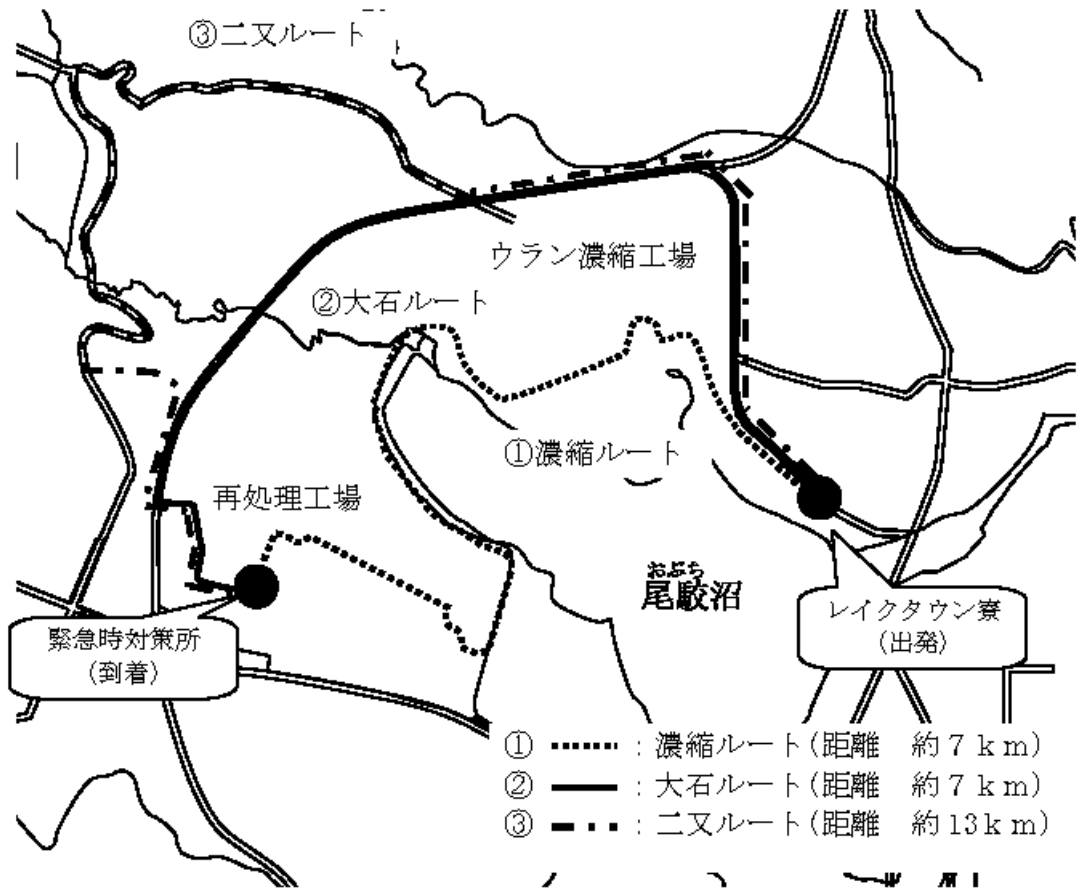 ③二又ルート
ウラン濃縮工場
②大石ルート
①濃縮ルート
再処理工場
おぶち
尾駮沼
レイクタウン寮
(出発)
緊急時対策所
(到着)
① : 濃縮ルート(距離 約7km)
② : 大石ルート(距離 約7km)
③ : 二又ルート(距離 約13km)